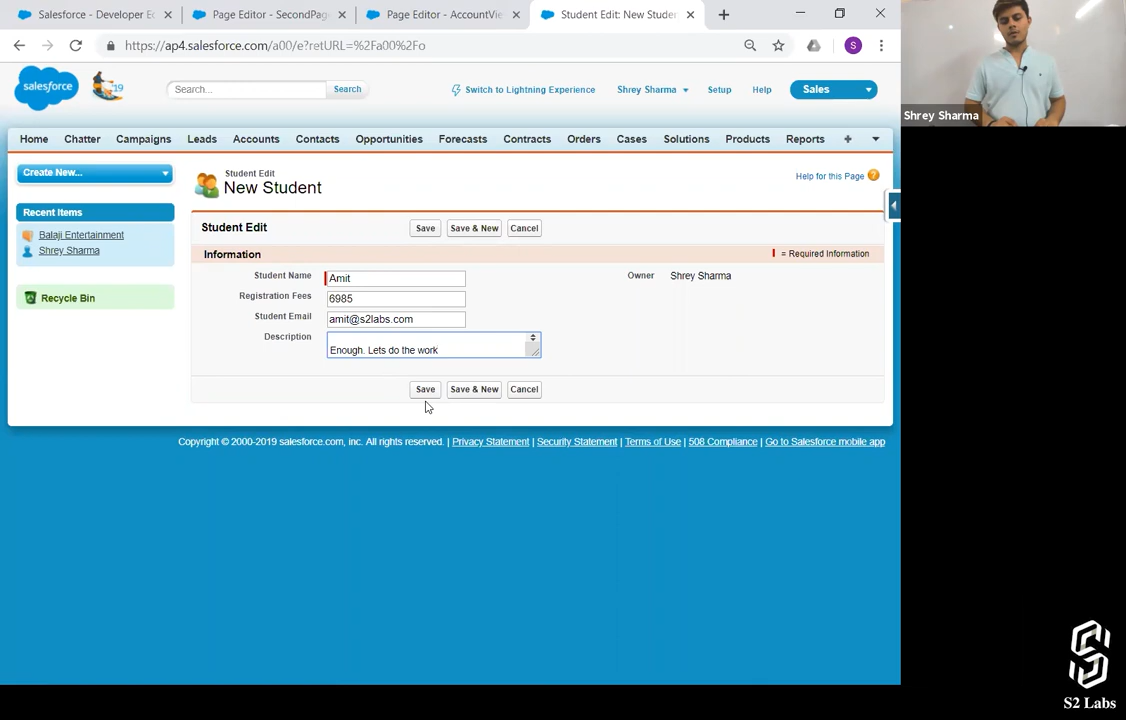 Salesforce - Developer Ec
Page Editor - SecondPag
Page Editor - AccountVie
Student Edit: New Studen
https://ap4.salesforce.com/a00/e?retURL=%2Fa00%2Fo
S
salesforce
19
Search...
Search
Switch to Lightning Experience
Shrey Sharma
Setup
Help
Sales
Shrey Sharma
Home
Chatter
Campaigns
Leads
Accounts
Contacts
Opportunities
Forecasts
Contracts
Orders
Cases
Solutions
Products
Reports
+
Create New...
Student Edit
New Student
Help for this Page ?
Recent Items
Balaji Entertainment
Shrey Sharma
Recycle Bin
Student Edit
Save
Save & New
Cancel
Information
= Required Information
Student Name
Amit
Owner
Shrey Sharma
Registration Fees
6985
Student Email
amit@s2labs.com
Description
Enough. Lets do the work
Save
Save & New
Cancel
Copyright © 2000-2019 salesforce.com, inc. All rights reserved. | Privacy Statement | Security Statement | Terms of Use | 508 Compliance | Go to Salesforce mobile app
S2 Labs